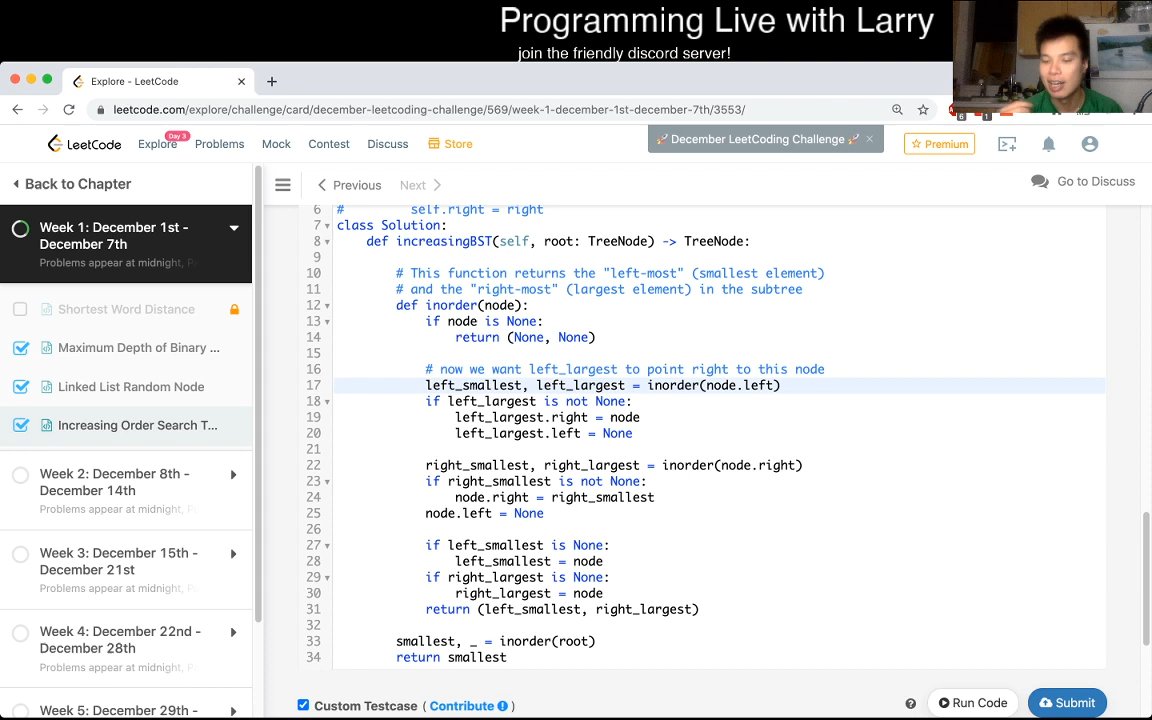 Programming Live with Larry
join the friendly discord server!
Explore - LeetCode
leetcode.com/explore/challenge/card/december-leetcoding-challenge/569/week-1-december-1st-december-7th/3553/
6
1
LeetCode
Explore
Day 3
Problems
Mock
Contest
Discuss
Store
🚀 December LeetCoding Challenge 🚀
Premium
Back to Chapter
Previous
Next
Go to Discuss
Week 1: December 1st -
December 7th
Problems appear at midnight, P
Shortest Word Distance
Maximum Depth of Binary ...
Linked List Random Node
Increasing Order Search T...
Week 2: December 8th -
December 14th
Problems appear at midnight, P
Week 3: December 15th -
December 21st
Problems appear at midnight, P
Week 4: December 22nd -
December 28th
Problems appear at midnight, P
Week 5: December 29th -
6 #         self.right = right
7 class Solution:
8     def increasingBST(self, root: TreeNode) -> TreeNode:
9
10         # This function returns the "left-most" (smallest element)
11         # and the "right-most" (largest element) in the subtree
12         def inorder(node):
13             if node is None:
14                 return (None, None)
15
16             # now we want left_largest to point right to this node
17             left_smallest, left_largest = inorder(node.left)
18             if left_largest is not None:
19                 left_largest.right = node
20                 left_largest.left = None
21
22             right_smallest, right_largest = inorder(node.right)
23             if right_smallest is not None:
24                 node.right = right_smallest
25             node.left = None
26
27             if left_smallest is None:
28                 left_smallest = node
29             if right_largest is None:
30                 right_largest = node
31             return (left_smallest, right_largest)
32
33         smallest, _ = inorder(root)
34         return smallest
Custom Testcase ( Contribute )
Run Code
Submit